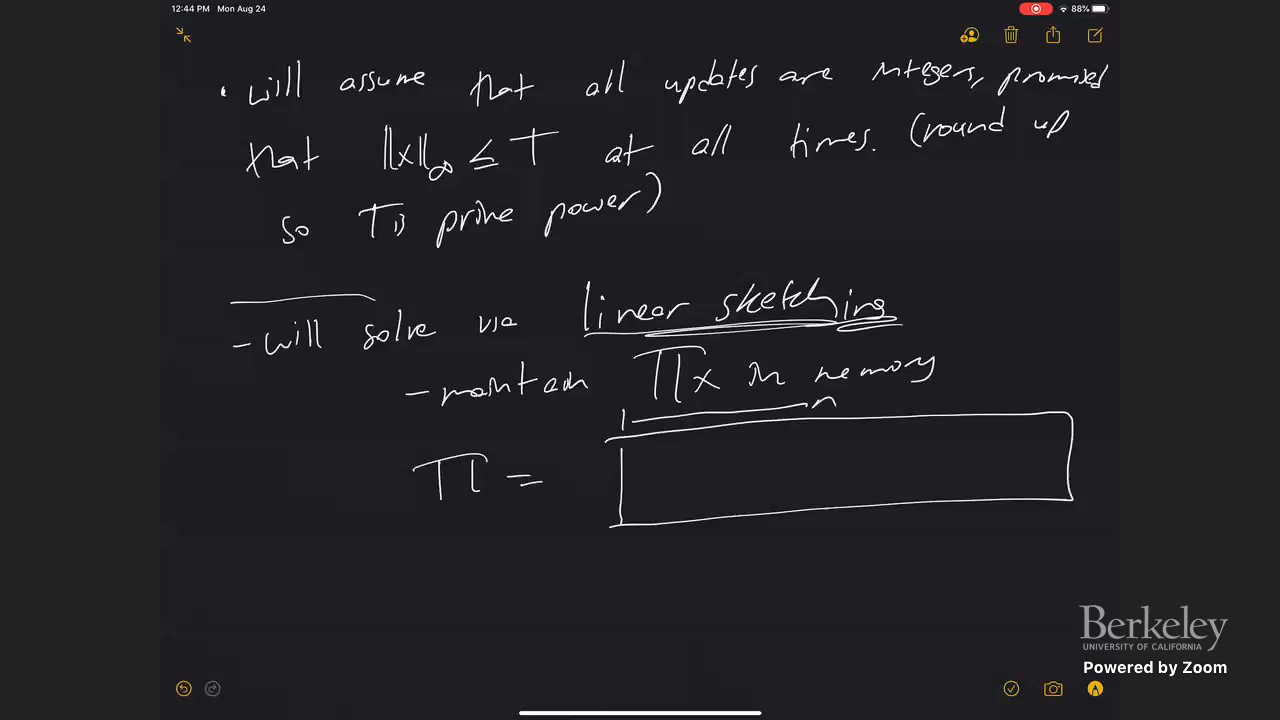 12:44 PM Mon Aug 24
88%
· will assume that all updates are integers, promised
that ‖x‖∞ ≤ T at all times. (round up
so T is prime power)
- will solve via linear sketching
- maintain Πx in memory
n
Π =
Berkeley
UNIVERSITY OF CALIFORNIA
Powered by Zoom